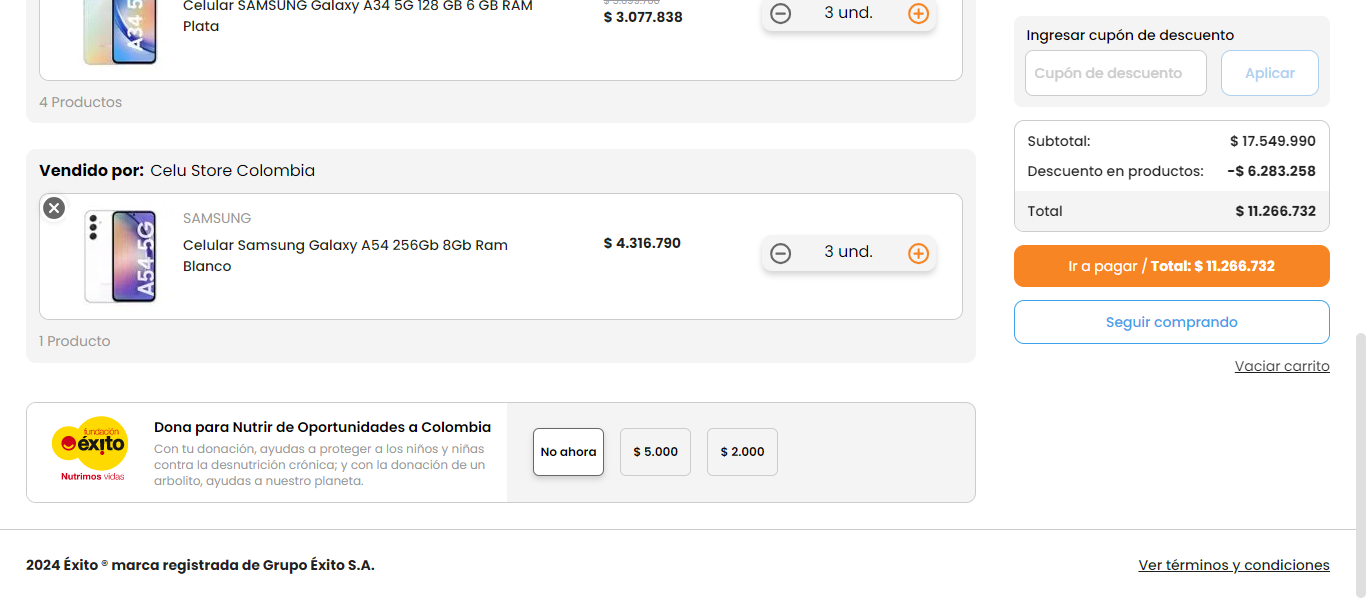 Celular SAMSUNG Galaxy A34 5G 128 GB 6 GB RAM
Plata
$ 3.077.838
3 und.
A34 5G
4 Productos
Vendido por: Celu Store Colombia
SAMSUNG
Celular Samsung Galaxy A54 256Gb 8Gb Ram
Blanco
$ 4.316.790
3 und.
A54 5G
1 Producto
fundación
éxito
Nutrimos vidas
Dona para Nutrir de Oportunidades a Colombia
Con tu donación, ayudas a proteger a los niños y niñas
contra la desnutrición crónica; y con la donación de un
arbolito, ayudas a nuestro planeta.
No ahora
$ 5.000
$ 2.000
Ingresar cupón de descuento
Cupón de descuento
Aplicar
Subtotal: $ 17.549.990
Descuento en productos: -$ 6.283.258
Total $ 11.266.732
Ir a pagar / Total: $ 11.266.732
Seguir comprando
Vaciar carrito
2024 Éxito ® marca registrada de Grupo Éxito S.A.
Ver términos y condiciones